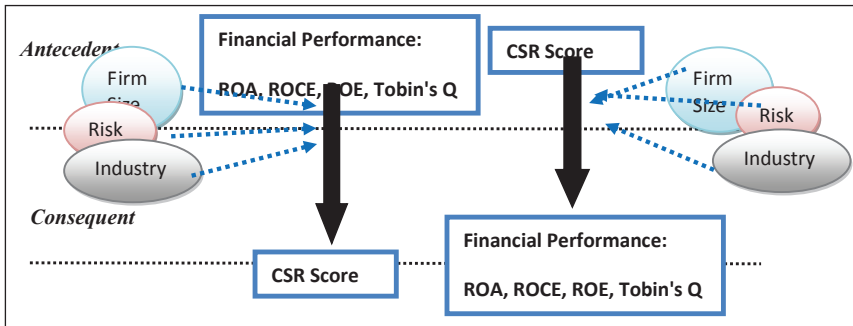 Antecedent
Financial Performance:
ROA, ROCE, ROE, Tobin's Q
CSR Score
Firm
Size
Risk
Industry
Firm
Size
Risk
Industry
Consequent
CSR Score
Financial Performance:
ROA, ROCE, ROE, Tobin's Q